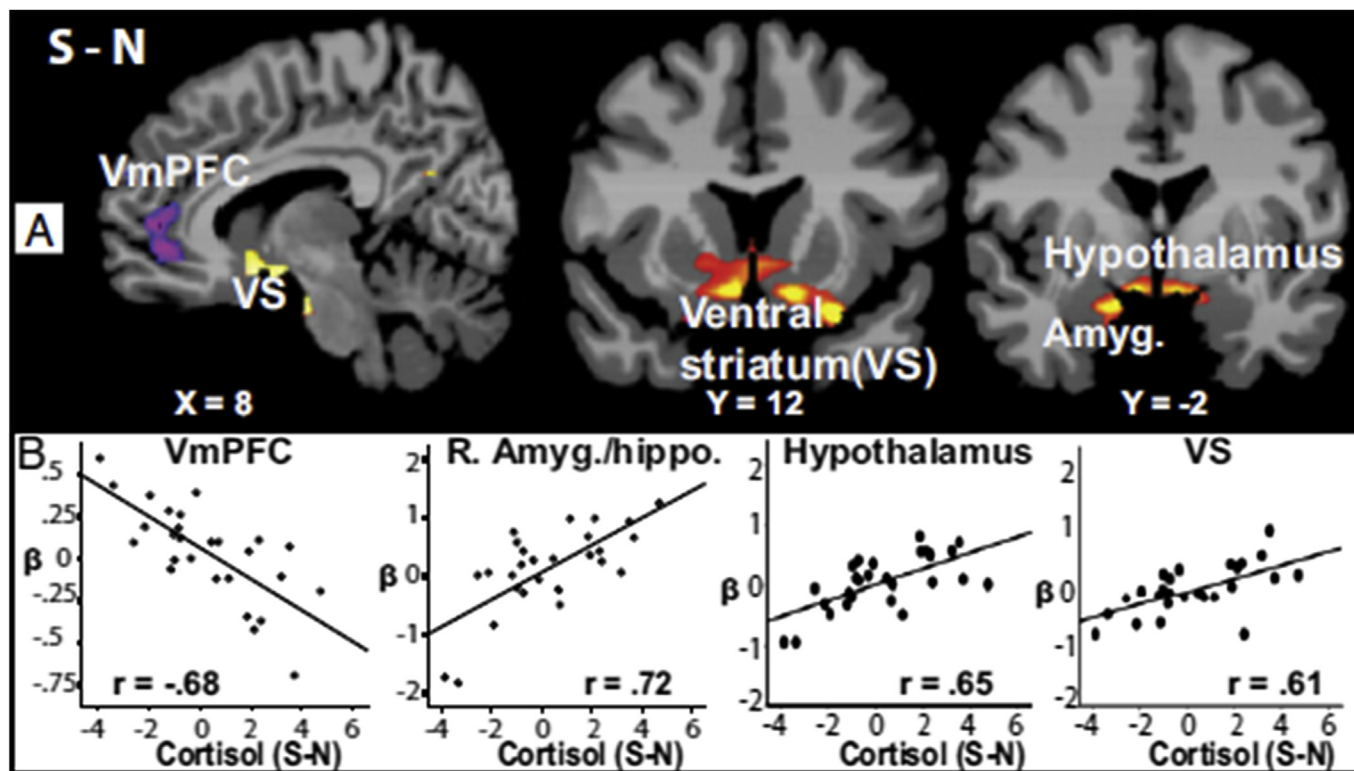 S - N
VmPFC
A
VS
X = 8
Ventral
striatum(VS)
Y = 12
Hypothalamus
Amyg.
Y = -2
B
VmPFC
.5
.25
0
-.25
-.5
-.75
β
r = -.68
-4 -2 0 2 4 6
Cortisol (S-N)
R. Amyg./hippo.
2
1
0
-1
-2
β
r = .72
-4 -2 0 2 4 6
Cortisol (S-N)
Hypothalamus
2
1
0
-1
-2
β
r = .65
-4 -2 0 2 4 6
Cortisol (S-N)
VS
2
1
0
-1
-2
β
r = .61
-4 -2 0 2 4 6
Cortisol (S-N)